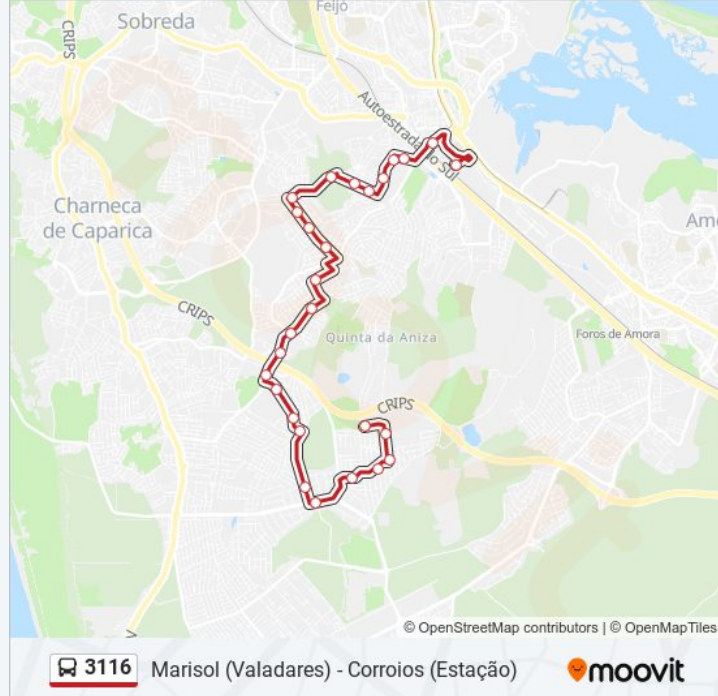 Feijó
Sobreda
CRIPS
Autoestrada do Sul
Charneca
de Caparica
CRIPS
Foros de Amora
Quinta da Aniza
CRIPS
© OpenStreetMap contributors | © OpenMapTiles
3116 Marisol (Valadares) - Corroios (Estação) moovit